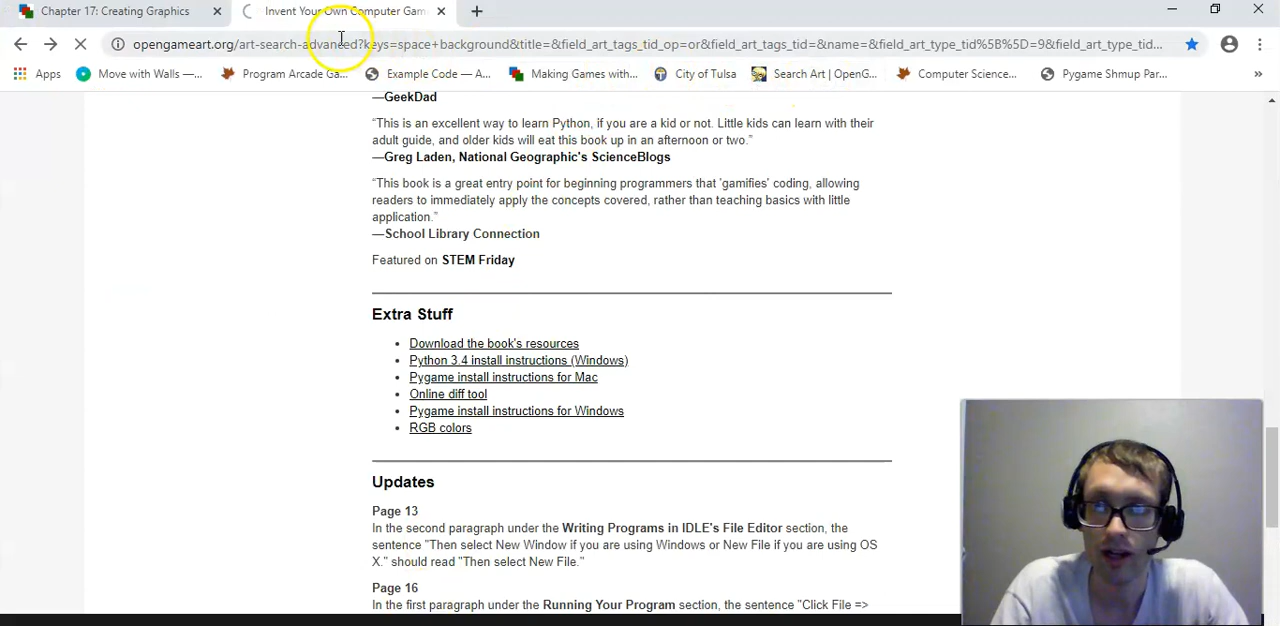 Chapter 17: Creating Graphics
Invent Your Own Computer Gam
opengameart.org/art-search-advanced?keys=space+background&title=&field_art_tags_tid_op=or&field_art_tags_tid=&name=&field_art_type_tid%5B%5D=9&field_art_type_tid...
Apps
Move with Walls —...
Program Arcade Ga...
Example Code — A...
Making Games with...
City of Tulsa
Search Art | OpenG...
Computer Science...
Pygame Shmup Par...
»
—GeekDad
“This is an excellent way to learn Python, if you are a kid or not. Little kids can learn with their
adult guide, and older kids will eat this book up in an afternoon or two.”
—Greg Laden, National Geographic's ScienceBlogs
“This book is a great entry point for beginning programmers that 'gamifies' coding, allowing
readers to immediately apply the concepts covered, rather than teaching basics with little
application.”
—School Library Connection
Featured on STEM Friday
Extra Stuff
• Download the book's resources
• Python 3.4 install instructions (Windows)
• Pygame install instructions for Mac
• Online diff tool
• Pygame install instructions for Windows
• RGB colors
Updates
Page 13
In the second paragraph under the Writing Programs in IDLE's File Editor section, the
sentence "Then select New Window if you are using Windows or New File if you are using OS
X." should read "Then select New File."
Page 16
In the first paragraph under the Running Your Program section, the sentence "Click File =>